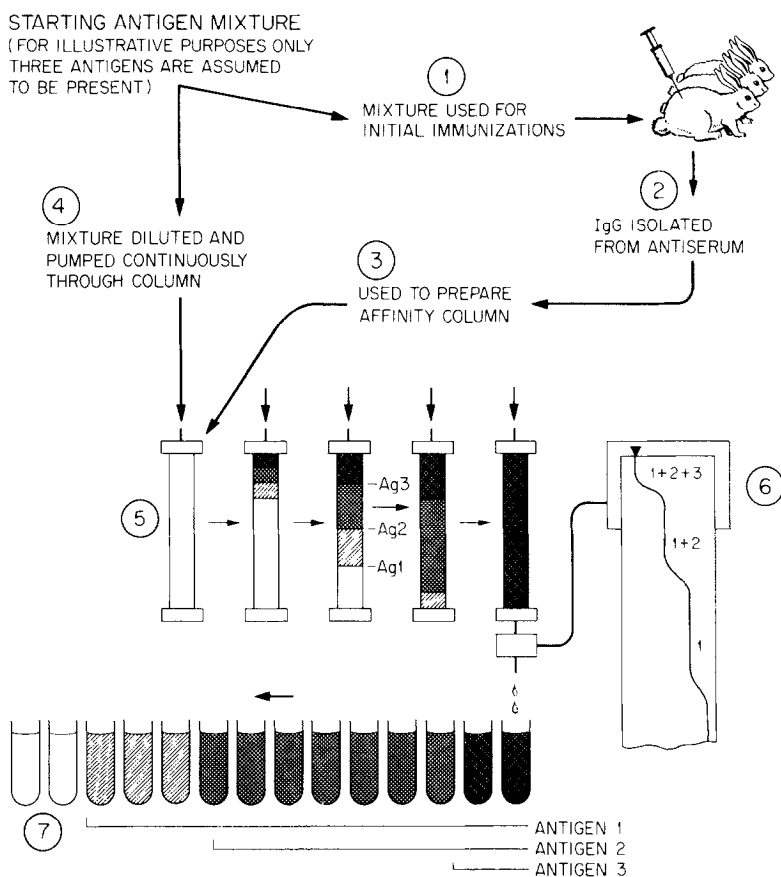 STARTING ANTIGEN MIXTURE
(FOR ILLUSTRATIVE PURPOSES ONLY
THREE ANTIGENS ARE ASSUMED
TO BE PRESENT)
1
MIXTURE USED FOR
INITIAL IMMUNIZATIONS
2
IgG ISOLATED
FROM ANTISERUM
3
USED TO PREPARE
AFFINITY COLUMN
4
MIXTURE DILUTED AND
PUMPED CONTINUOUSLY
THROUGH COLUMN
5
-Ag3
-Ag2
-Ag1
6
1+2+3
1+2
1
7
ANTIGEN 1
ANTIGEN 2
ANTIGEN 3